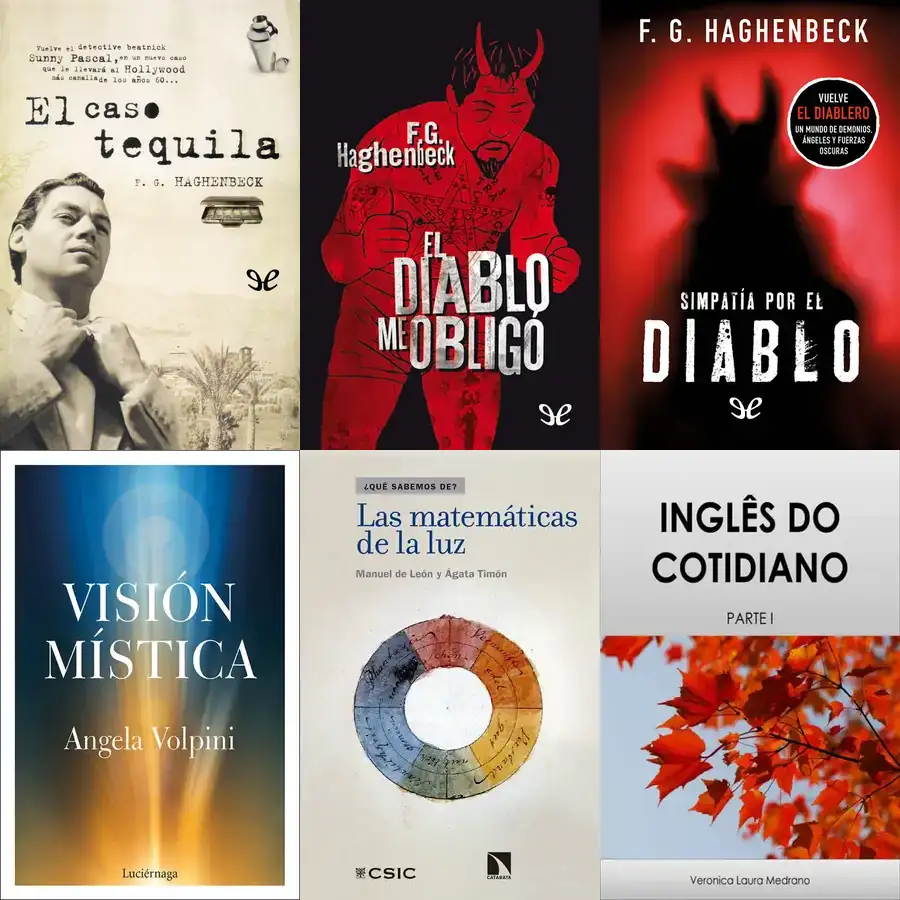 Vuelve el detective beatnick
Sunny Pascal, en un nuevo caso
que le llevará al Hollywood
más canalla de los años 60...
El caso
tequila
F. G. HAGHENBECK
F.G.
Haghenbeck
EL
DIABLO
ME OBLIGÓ
F. G. HAGHENBECK
VUELVE
EL DIABLERO
UN MUNDO DE DEMONIOS,
ÁNGELES Y FUERZAS
OSCURAS
SIMPATÍA POR EL
DIABLO
VISIÓN
MÍSTICA
Angela Volpini
Luciérnaga
¿QUÉ SABEMOS DE?
Las matemáticas
de la luz
Manuel de León y Ágata Timón
CSIC
CATARATA
INGLÊS DO
COTIDIANO
PARTE I
Veronica Laura Medrano